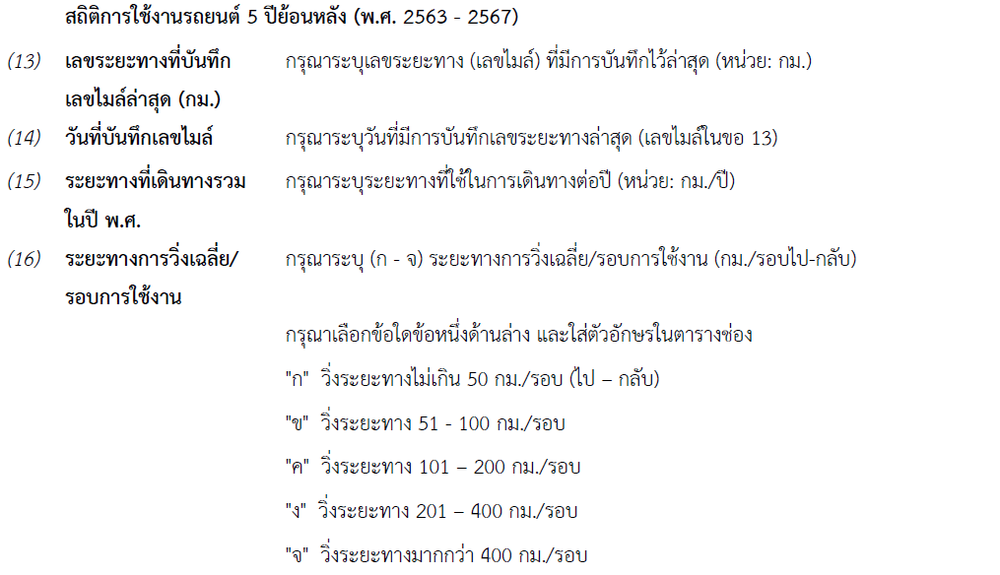 สถิติการใช้งานรถยนต์ 5 ปีย้อนหลัง (พ.ศ. 2563 - 2567)
(13) เลขระยะทางที่บันทึก กรุณาระบุเลขระยะทาง (เลขไมล์) ที่มีการบันทึกไว้ล่าสุด (หน่วย: กม.)
เลขไมล์ล่าสุด (กม.)
(14) วันที่บันทึกเลขไมล์ กรุณาระบุวันที่มีการบันทึกเลขระยะทางล่าสุด (เลขไมล์ในขอ 13)
(15) ระยะทางที่เดินทางรวม กรุณาระบุระยะทางที่ใช้ในการเดินทางต่อปี (หน่วย: กม./ปี)
ในปี พ.ศ.
(16) ระยะทางการวิ่งเฉลี่ย/ กรุณาระบุ (ก - จ) ระยะทางการวิ่งเฉลี่ย/รอบการใช้งาน (กม./รอบไป-กลับ)
รอบการใช้งาน
กรุณาเลือกข้อใดข้อหนึ่งด้านล่าง และใส่ตัวอักษรในตารางช่อง
"ก" วิ่งระยะทางไม่เกิน 50 กม./รอบ (ไป – กลับ)
"ข" วิ่งระยะทาง 51 - 100 กม./รอบ
"ค" วิ่งระยะทาง 101 – 200 กม./รอบ
"ง" วิ่งระยะทาง 201 – 400 กม./รอบ
"จ" วิ่งระยะทางมากกว่า 400 กม./รอบ